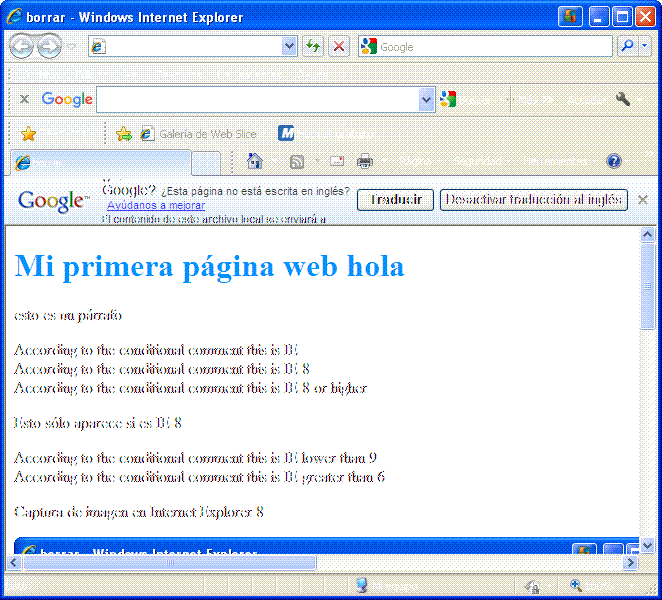 borrar - Windows Internet Explorer
Google
Google
Galería de Web Slice
Google™
Google? ¿Esta página no está escrita en inglés?
Ayúdanos a mejorar
El contenido de este archivo local se enviará a
Traducir
Desactivar traducción al inglés
Mi primera página web hola
esto es un párrafo
According to the conditional comment this is IE
According to the conditional comment this is IE 8
According to the conditional comment this is IE 8 or higher
Esto sólo aparece si es IE 8
According to the conditional comment this is IE lower than 9
According to the conditional comment this is IE greater than 6
Captura de imagen en Internet Explorer 8
borrar - Windows Internet Explorer